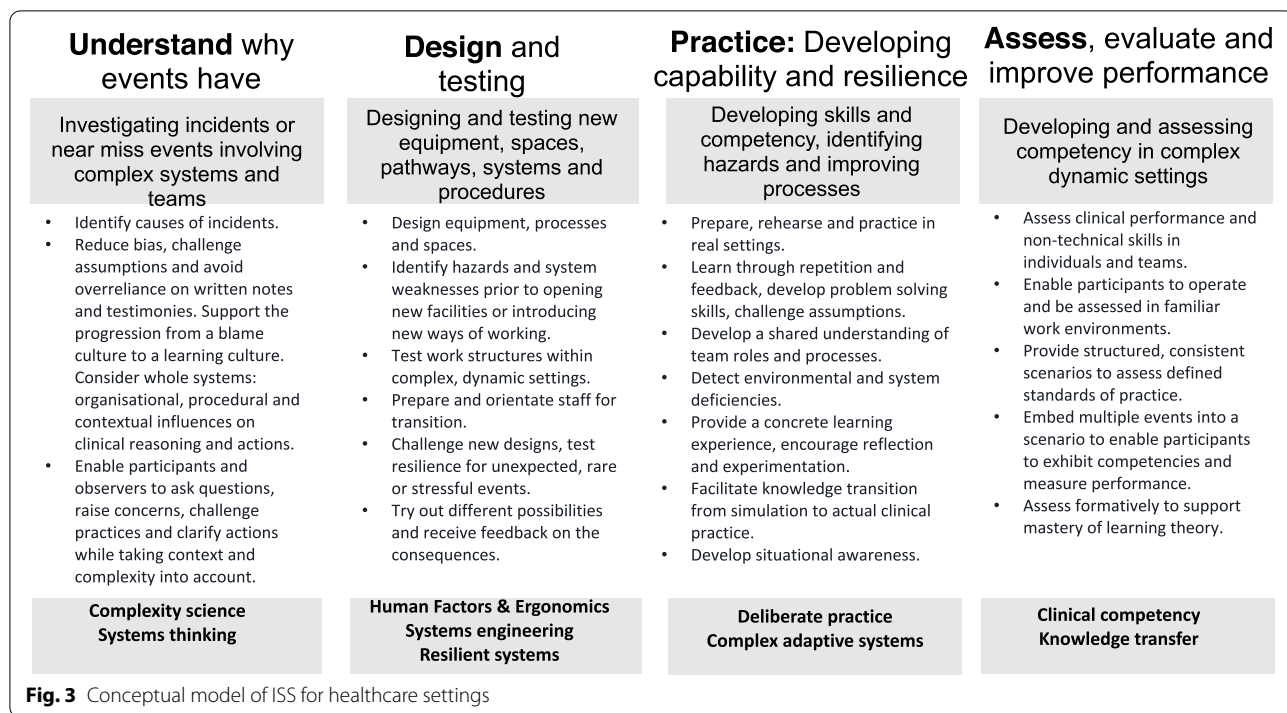 Understand why
events have
Investigating incidents or
near miss events involving
complex systems and
teams
• Identify causes of incidents.
• Reduce bias, challenge
assumptions and avoid
overreliance on written notes
and testimonies. Support the
progression from a blame
culture to a learning culture.
Consider whole systems:
organisational, procedural and
contextual influences on
clinical reasoning and actions.
• Enable participants and
observers to ask questions,
raise concerns, challenge
practices and clarify actions
while taking context and
complexity into account.
Complexity science
Systems thinking
Design and
testing
Designing and testing new
equipment, spaces,
pathways, systems and
procedures
• Design equipment, processes
and spaces.
• Identify hazards and system
weaknesses prior to opening
new facilities or introducing
new ways of working.
• Test work structures within
complex, dynamic settings.
• Prepare and orientate staff for
transition.
• Challenge new designs, test
resilience for unexpected, rare
or stressful events.
• Try out different possibilities
and receive feedback on the
consequences.
Human Factors & Ergonomics
Systems engineering
Resilient systems
Practice: Developing
capability and resilience
Developing skills and
competency, identifying
hazards and improving
processes
• Prepare, rehearse and practice in
real settings.
• Learn through repetition and
feedback, develop problem solving
skills, challenge assumptions.
• Develop a shared understanding of
team roles and processes.
• Detect environmental and system
deficiencies.
• Provide a concrete learning
experience, encourage reflection
and experimentation.
• Facilitate knowledge transition
from simulation to actual clinical
practice.
• Develop situational awareness.
Deliberate practice
Complex adaptive systems
Assess, evaluate and
improve performance
Developing and assessing
competency in complex
dynamic settings
• Assess clinical performance and
non-technical skills in
individuals and teams.
• Enable participants to operate
and be assessed in familiar
work environments.
• Provide structured, consistent
scenarios to assess defined
standards of practice.
• Embed multiple events into a
scenario to enable participants
to exhibit competencies and
measure performance.
• Assess formatively to support
mastery of learning theory.
Clinical competency
Knowledge transfer
Fig. 3 Conceptual model of ISS for healthcare settings